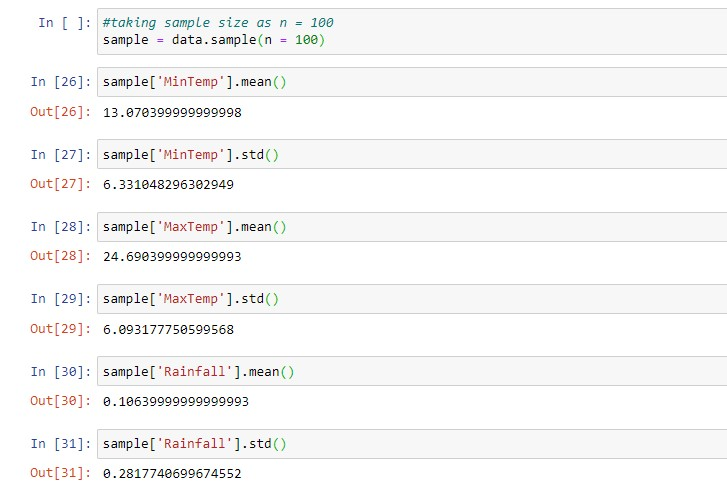 In [ ]: #taking sample size as n = 100
sample = data.sample(n = 100)
In [26]: sample['MinTemp'].mean()
Out[26]: 13.070399999999998
In [27]: sample['MinTemp'].std()
Out[27]: 6.331048296302949
In [28]: sample['MaxTemp'].mean()
Out[28]: 24.690399999999993
In [29]: sample['MaxTemp'].std()
Out[29]: 6.093177750599568
In [30]: sample['Rainfall'].mean()
Out[30]: 0.10639999999999993
In [31]: sample['Rainfall'].std()
Out[31]: 0.2817740699674552